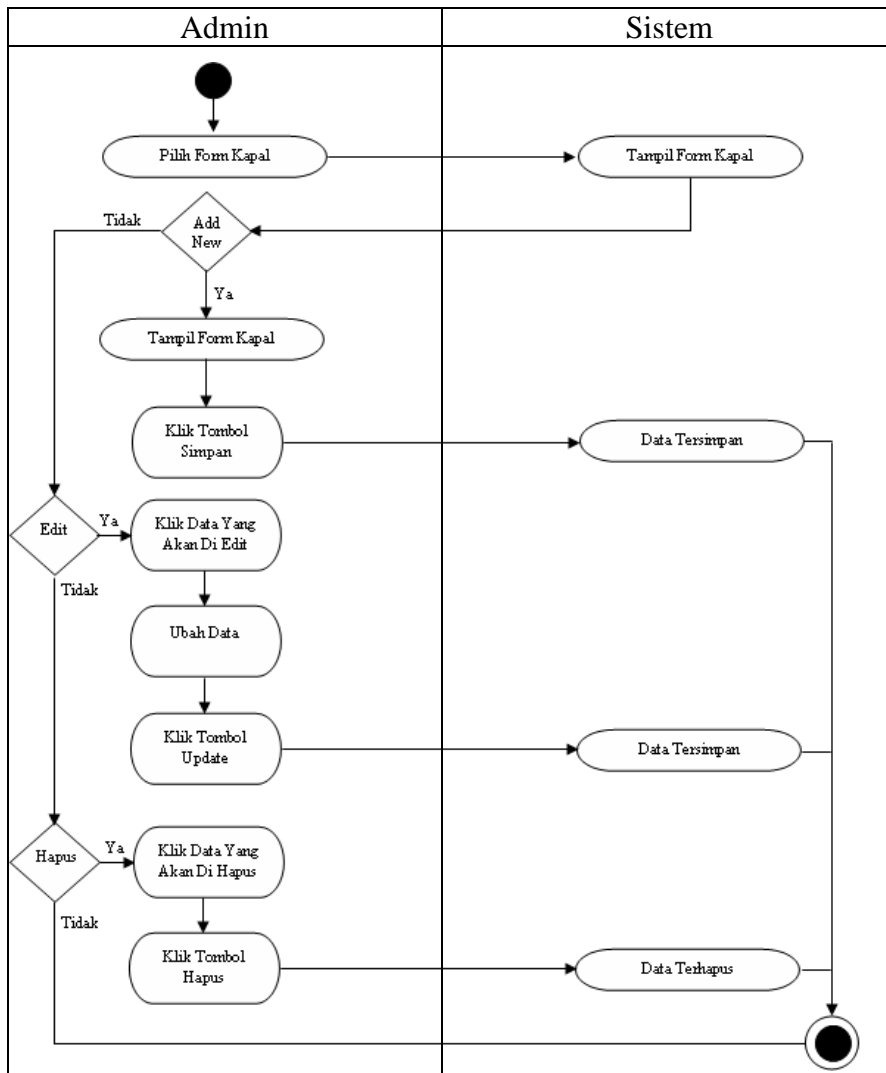 Admin
Sistem
Pilih Form Kapal
Tampil Form Kapal
Tidak
Add
New
Ya
Tampil Form Kapal
Klik Tombol
Simpan
Data Tersimpan
Edit
Ya
Klik Data Yang
Akan Di Edit
Tidak
Ubah Data
Klik Tombol
Update
Data Tersimpan
Hapus
Ya
Klik Data Yang
Akan Di Hapus
Tidak
Klik Tombol
Hapus
Data Terhapus